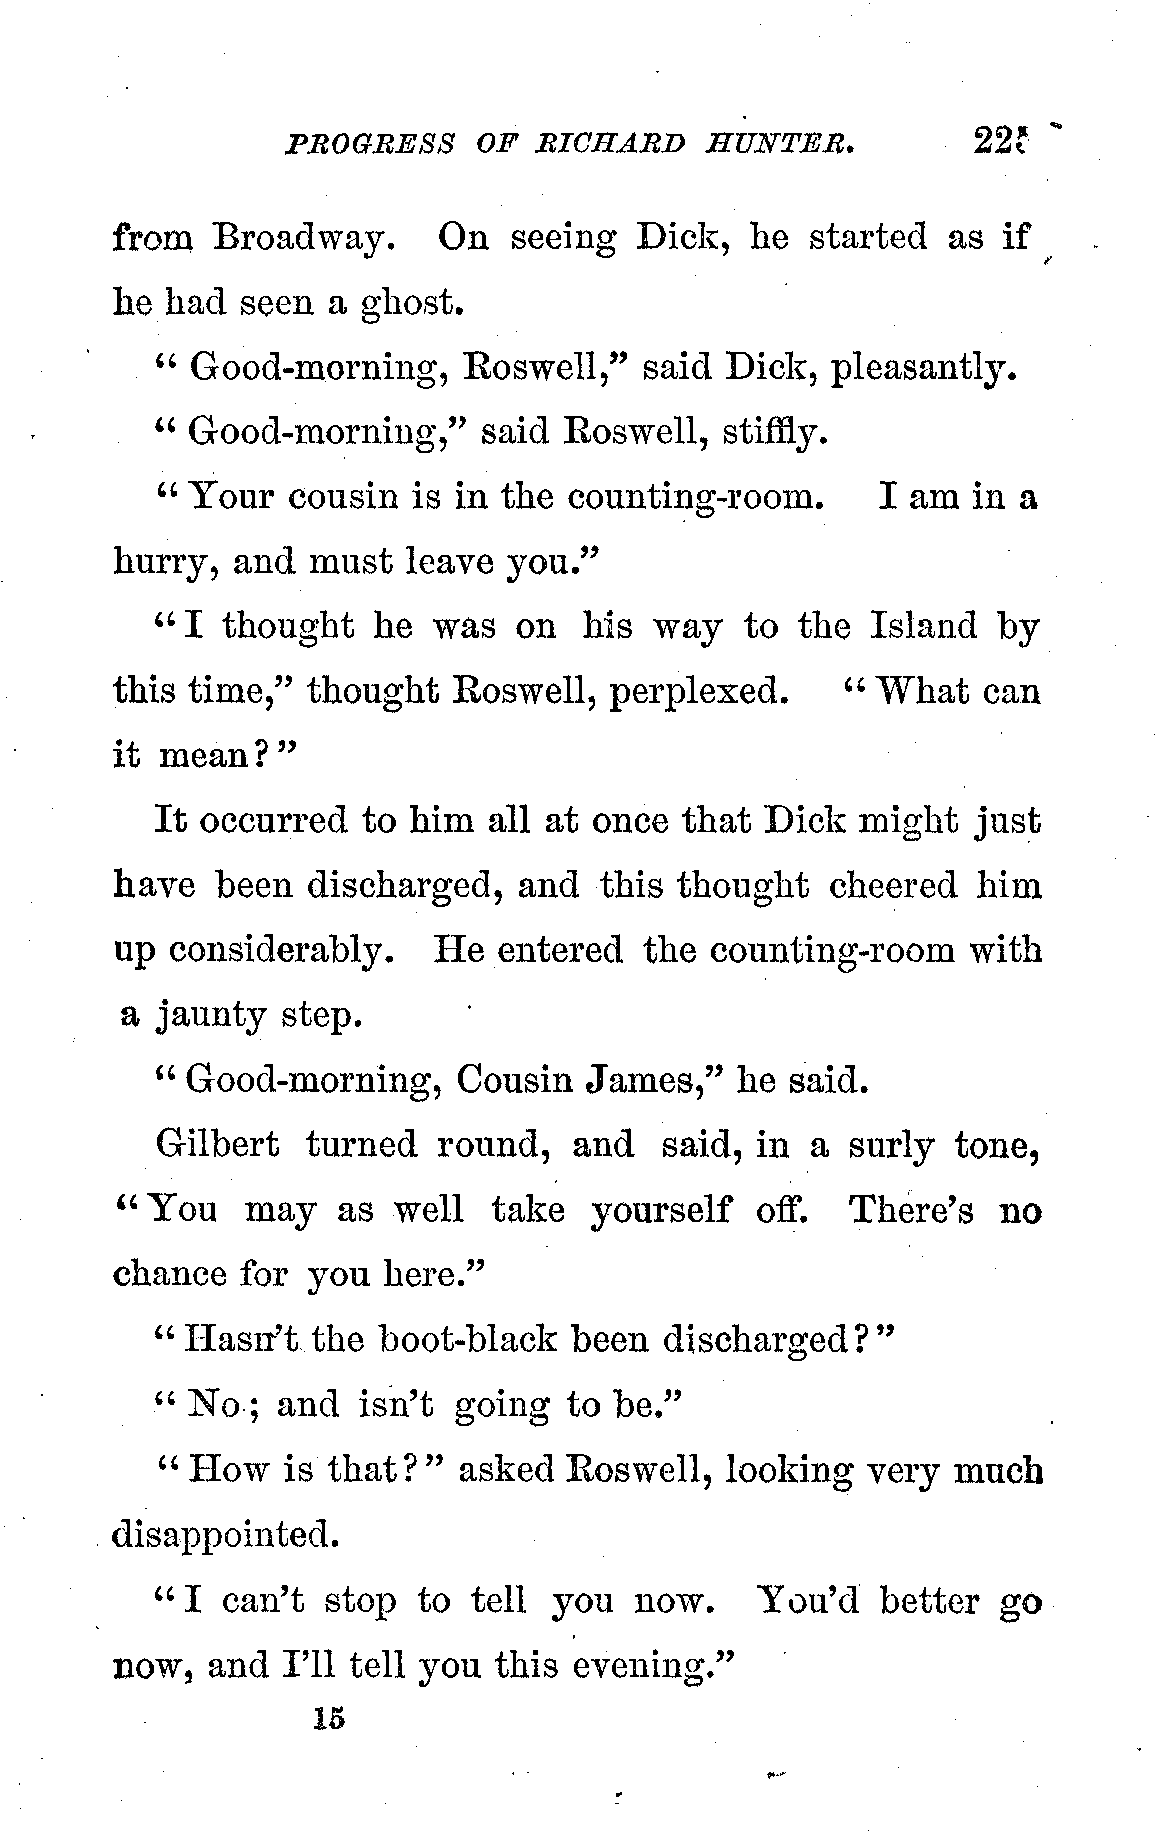 PROGRESS OF RICHARD HUNTER. 225
from Broadway. On seeing Dick, he started as if
he had seen a ghost.
“Good-morning, Roswell,” said Dick, pleasantly.
“Good-morning,” said Roswell, stiffly.
“Your cousin is in the counting-room. I am in a
hurry, and must leave you.”
“I thought he was on his way to the Island by
this time,” thought Roswell, perplexed. “What can
it mean?”
It occurred to him all at once that Dick might just
have been discharged, and this thought cheered him
up considerably. He entered the counting-room with
a jaunty step.
“Good-morning, Cousin James,” he said.
Gilbert turned round, and said, in a surly tone,
“You may as well take yourself off. There’s no
chance for you here.”
“Hasn’t the boot-black been discharged?”
“No; and isn’t going to be.”
“How is that?” asked Roswell, looking very much
disappointed.
“I can’t stop to tell you now. You’d better go
now, and I’ll tell you this evening.”
15